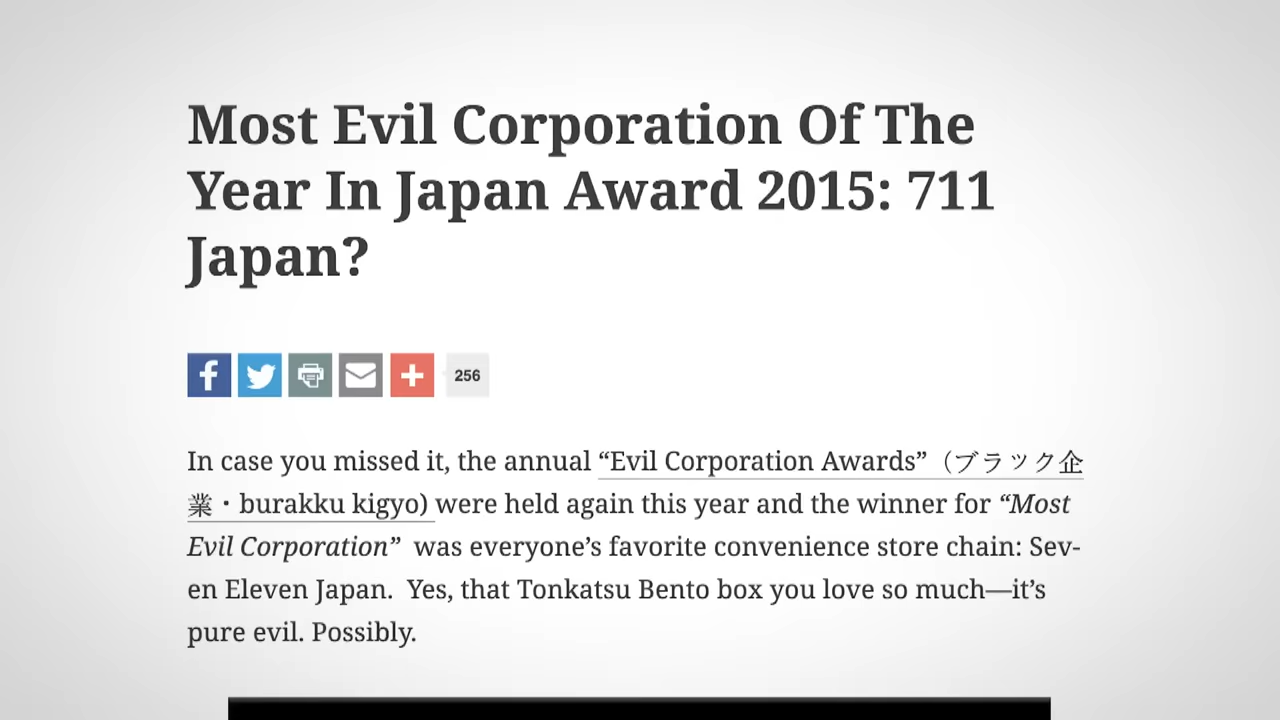 Most Evil Corporation Of The
Year In Japan Award 2015: 711
Japan?
256
In case you missed it, the annual “Evil Corporation Awards”（ブラック企
業・burakku kigyo) were held again this year and the winner for “Most
Evil Corporation”  was everyone’s favorite convenience store chain: Sev-
en Eleven Japan.  Yes, that Tonkatsu Bento box you love so much—it’s
pure evil. Possibly.